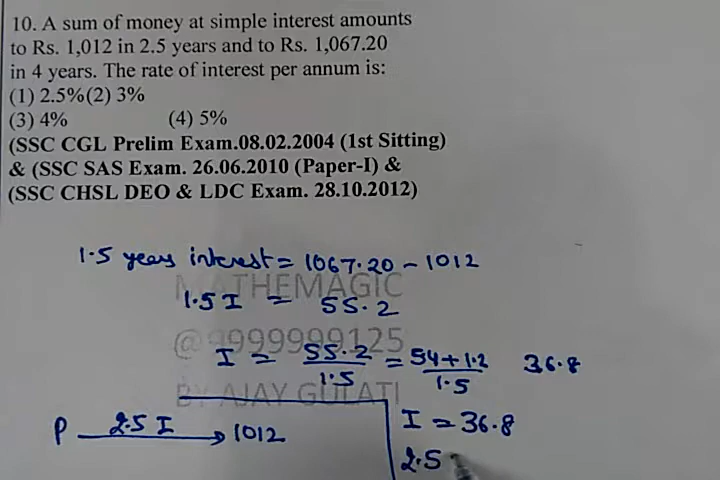 10. A sum of money at simple interest amounts
to Rs. 1,012 in 2.5 years and to Rs. 1,067.20
in 4 years. The rate of interest per annum is:
(1) 2.5%(2) 3%
(3) 4% (4) 5%
(SSC CGL Prelim Exam.08.02.2004 (1st Sitting)
& (SSC SAS Exam. 26.06.2010 (Paper-I) &
(SSC CHSL DEO & LDC Exam. 28.10.2012)
1.5 years interest = 1067.20 - 1012
MATHEMAGIC
1.5 I = 55.2
@9999999125
I = 55.2/1.5 = 54+1.2/1.5 36.8
BY AJAY GULATI
P 2.5 I → 1012
I = 36.8
2.5